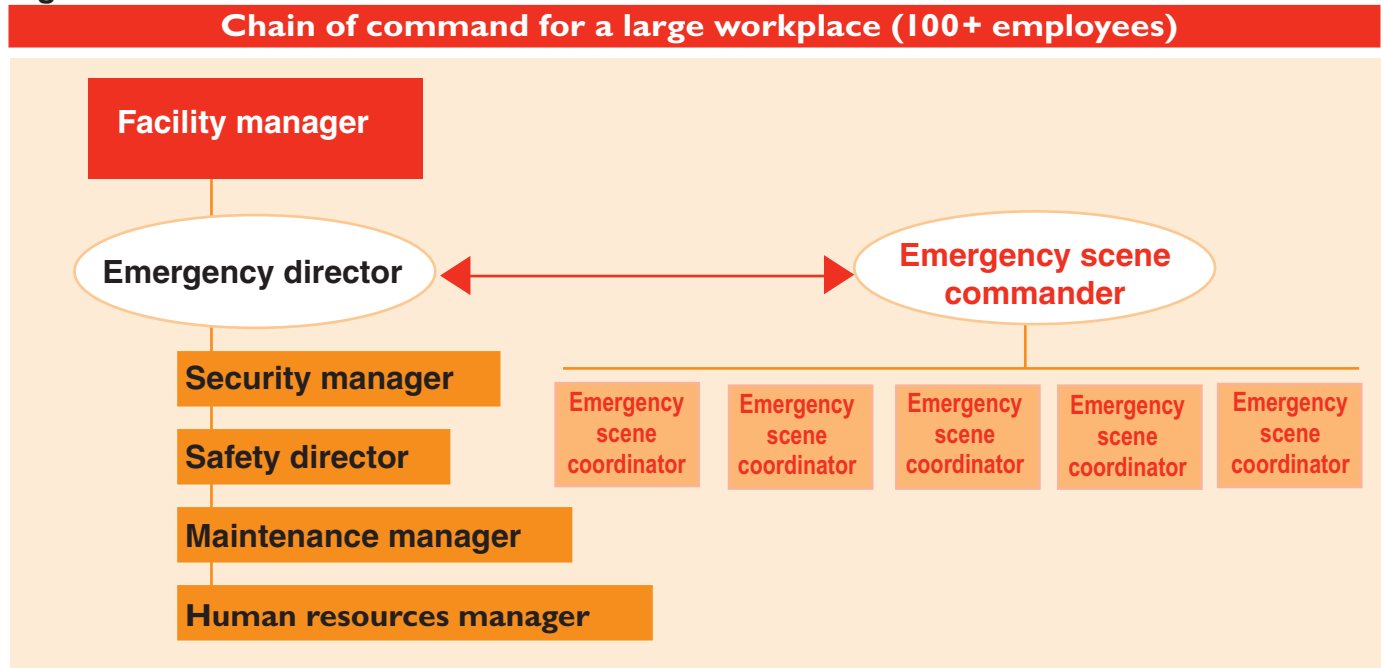 Chain of command for a large workplace (100+ employees)
Facility manager
Emergency director
Emergency scene
commander
Security manager
Safety director
Maintenance manager
Human resources manager
Emergency
scene
coordinator
Emergency
scene
coordinator
Emergency
scene
coordinator
Emergency
scene
coordinator
Emergency
scene
coordinator